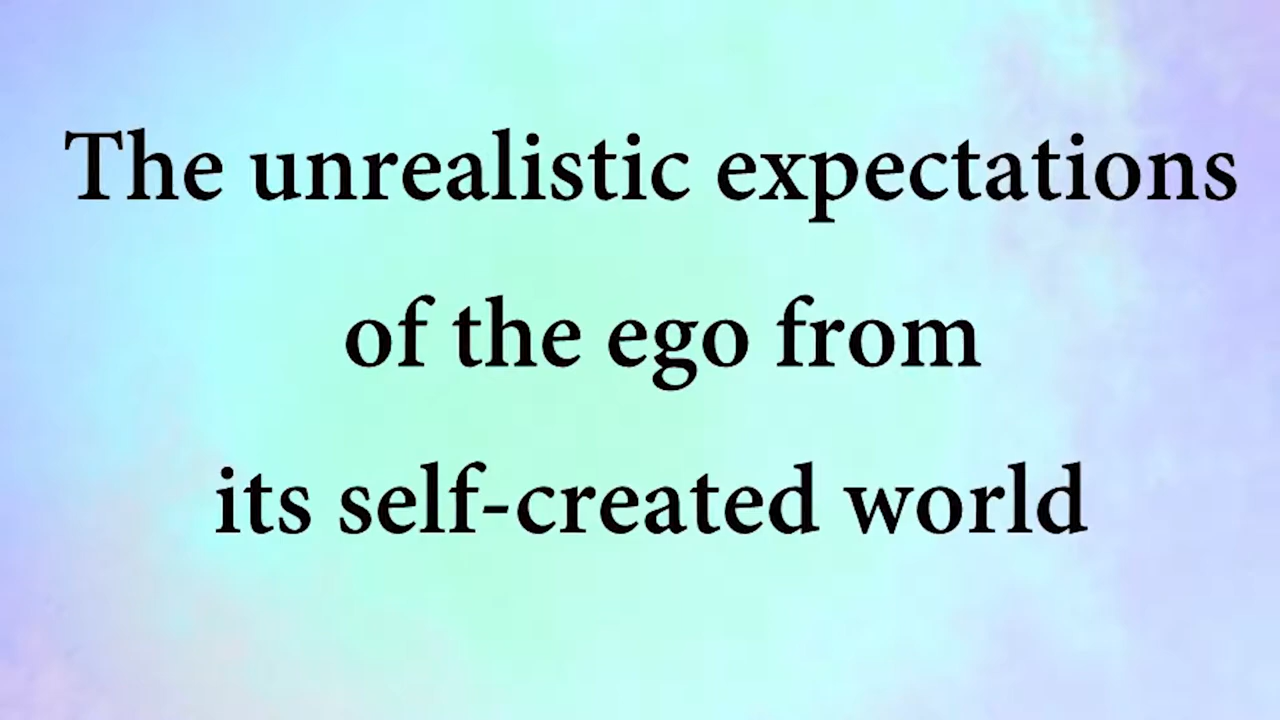 The unrealistic expectations
of the ego from
its self-created world